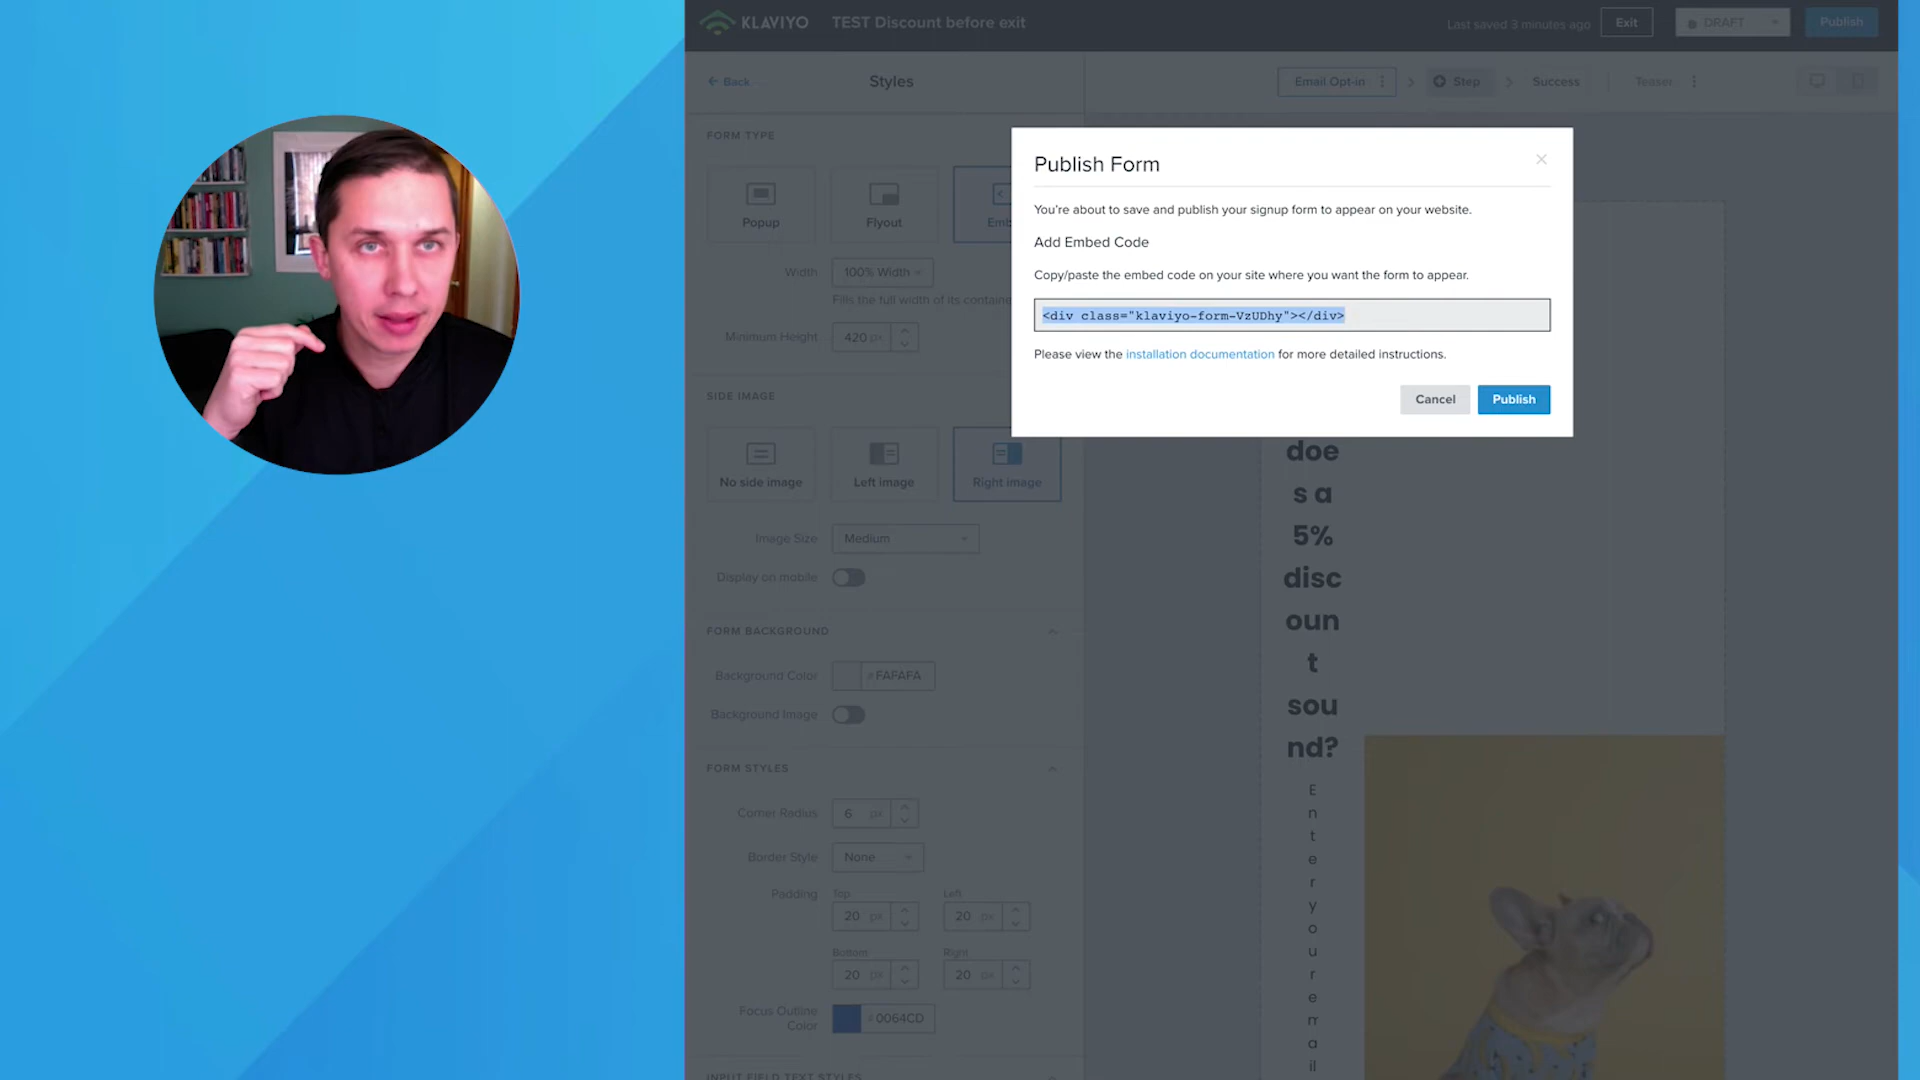 KLAVIYO TEST Discount before exit
Last saved 3 minutes ago Exit DRAFT Publish
Back Styles
Email Opt-in Step Success Teaser
FORM TYPE
Popup Flyout Emb
Width 100% Width
Fills the full width of its containe
Minimum Height 420 px
SIDE IMAGE
No side image Left image Right image
Image Size Medium
Display on mobile
FORM BACKGROUND
Background Color # FAFAFA
Background Image
FORM STYLES
Corner Radius 6 px
Border Style None
Padding Top Left
20 px 20 px
Bottom Right
20 px 20 px
Focus Outline
Color # 0064CD
INPUT FIELD TEXT STYLES
Publish Form
You're about to save and publish your signup form to appear on your website.
Add Embed Code
Copy/paste the embed code on your site where you want the form to appear.
<div class="klaviyo-form-VzUDhy"></div>
Please view the installation documentation for more detailed instructions.
Cancel Publish
doe
s a
5%
disc
oun
t
sou
nd?
E
n
t
e
r
y
o
u
r
e
m
a
il